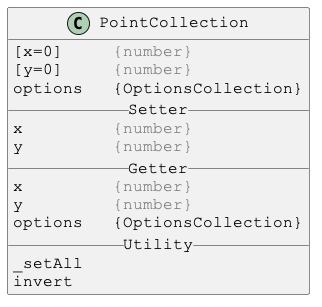 C PointCollection
[x=0] {number}
[y=0] {number}
options {OptionsCollection}
Setter
x {number}
y {number}
Getter
x {number}
y {number}
options {OptionsCollection}
Utility
_setAll
invert